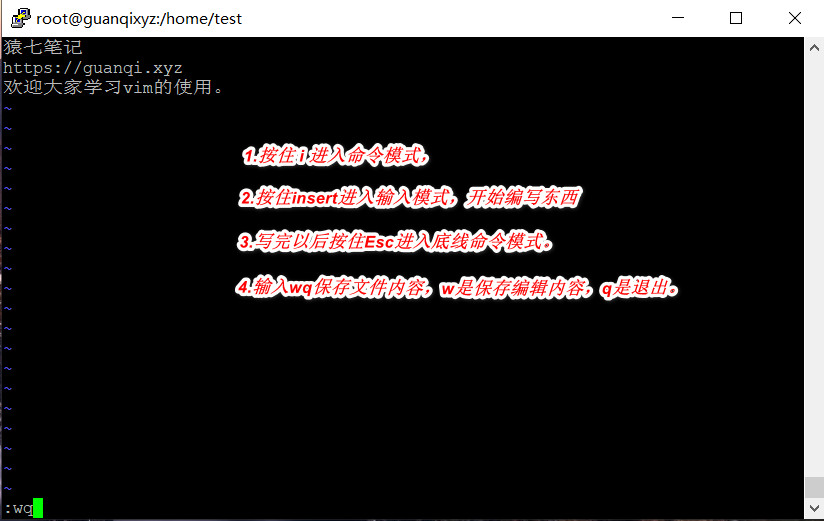 root@guanqixyz:/home/test
猿七笔记
https://guanqi.xyz
欢迎大家学习vim的使用。
~
~
~
1.按住 i 进入命令模式，
~
~
2.按住insert进入输入模式，开始编写东西
~
~
3.写完以后按住Esc进入底线命令模式。
~
~
4.输入wq保存文件内容，w是保存编辑内容，q是退出。
~
~
~
~
~
~
~
~
~
~
~
:wq